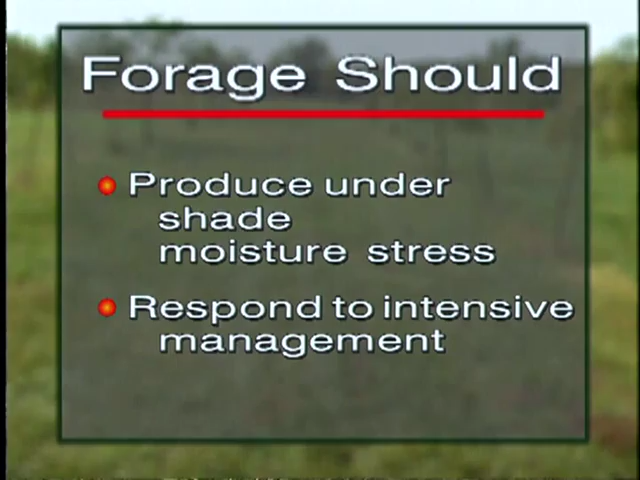 Forage Should
Produce under
shade
moisture stress
Respond to intensive
management